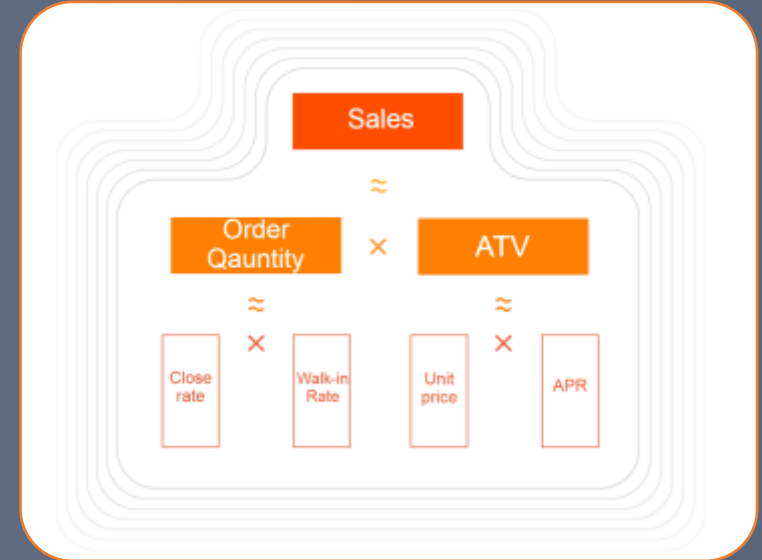 Sales
≈
Order
Qauntity
×
ATV
≈
≈
×
×
Close
rate
Walk-in
Rate
Unit
price
APR